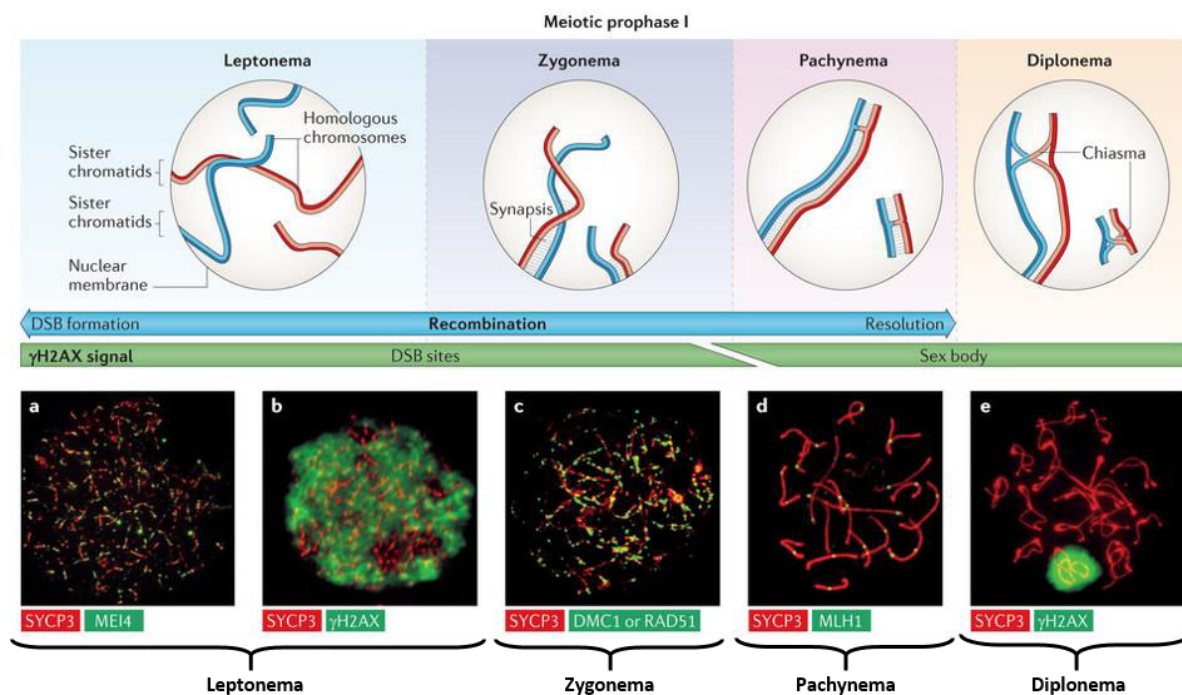 Meiotic prophase I
Leptonema
Zygonema
Pachynema
Diplonema
Homologous
chromosomes
Sister
chromatids
Sister
chromatids
Nuclear
membrane
Synapsis
Chiasma
DSB formation
Recombination
Resolution
γH2AX signal
DSB sites
Sex body
a
b
c
d
e
SYCP3 MEI4
SYCP3 γH2AX
SYCP3 DMC1 or RAD51
SYCP3 MLH1
SYCP3 γH2AX
Leptonema
Zygonema
Pachynema
Diplonema